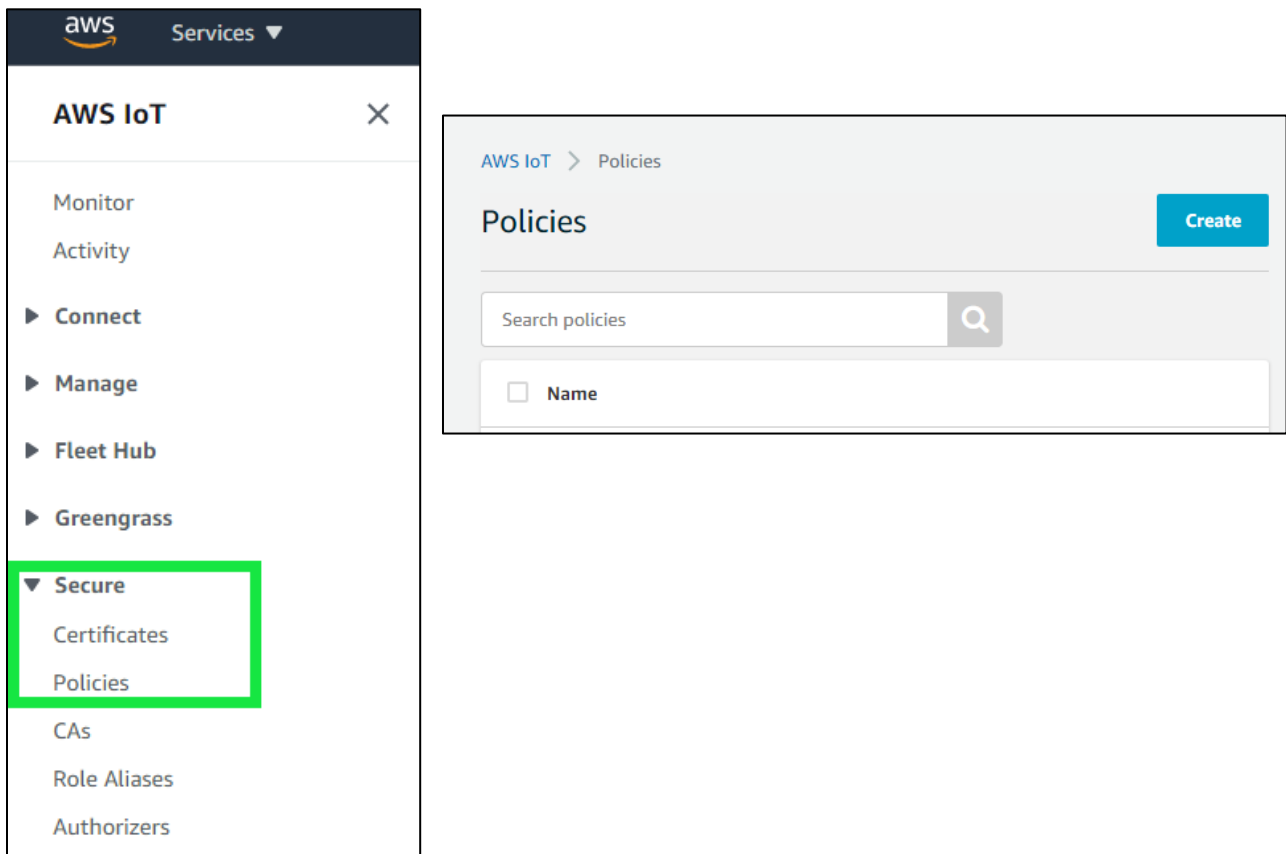 aws Services
AWS IoT
Monitor
Activity
Connect
Manage
Fleet Hub
Greengrass
Secure
Certificates
Policies
CAs
Role Aliases
Authorizers
AWS IoT Policies
Policies
Create
Search policies
Name